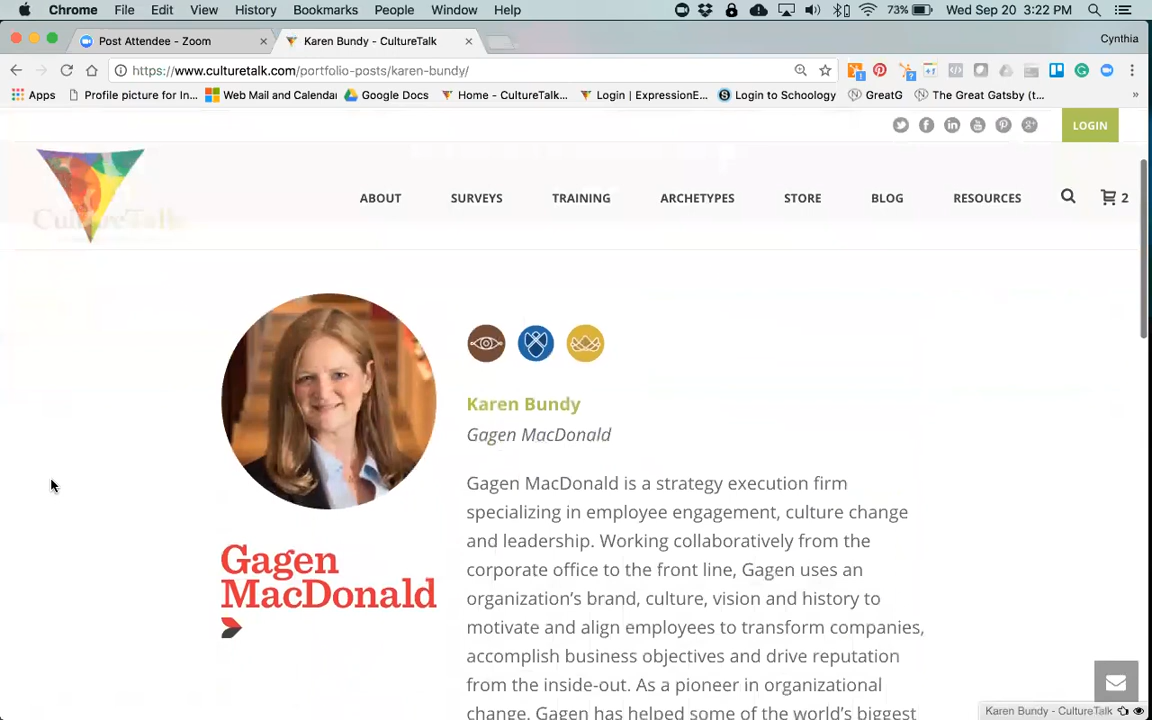 Chrome File Edit View History Bookmarks People Window Help 73% Wed Sep 20 3:22 PM
Post Attendee - Zoom Karen Bundy - CultureTalk Cynthia
https://www.culturetalk.com/portfolio-posts/karen-bundy/
Apps Profile picture for In... Web Mail and Calendar Google Docs Home - CultureTalk... Login | ExpressionE... Login to Schoology GreatG The Great Gatsby (t... »
LOGIN
CultureTalk
ABOUT SURVEYS TRAINING ARCHETYPES STORE BLOG RESOURCES 2
Karen Bundy
Gagen MacDonald
Gagen MacDonald is a strategy execution firm
specializing in employee engagement, culture change
and leadership. Working collaboratively from the
corporate office to the front line, Gagen uses an
organization's brand, culture, vision and history to
motivate and align employees to transform companies,
accomplish business objectives and drive reputation
from the inside-out. As a pioneer in organizational
change, Gagen has helped some of the world's biggest
Gagen
MacDonald
Karen Bundy - CultureTalk